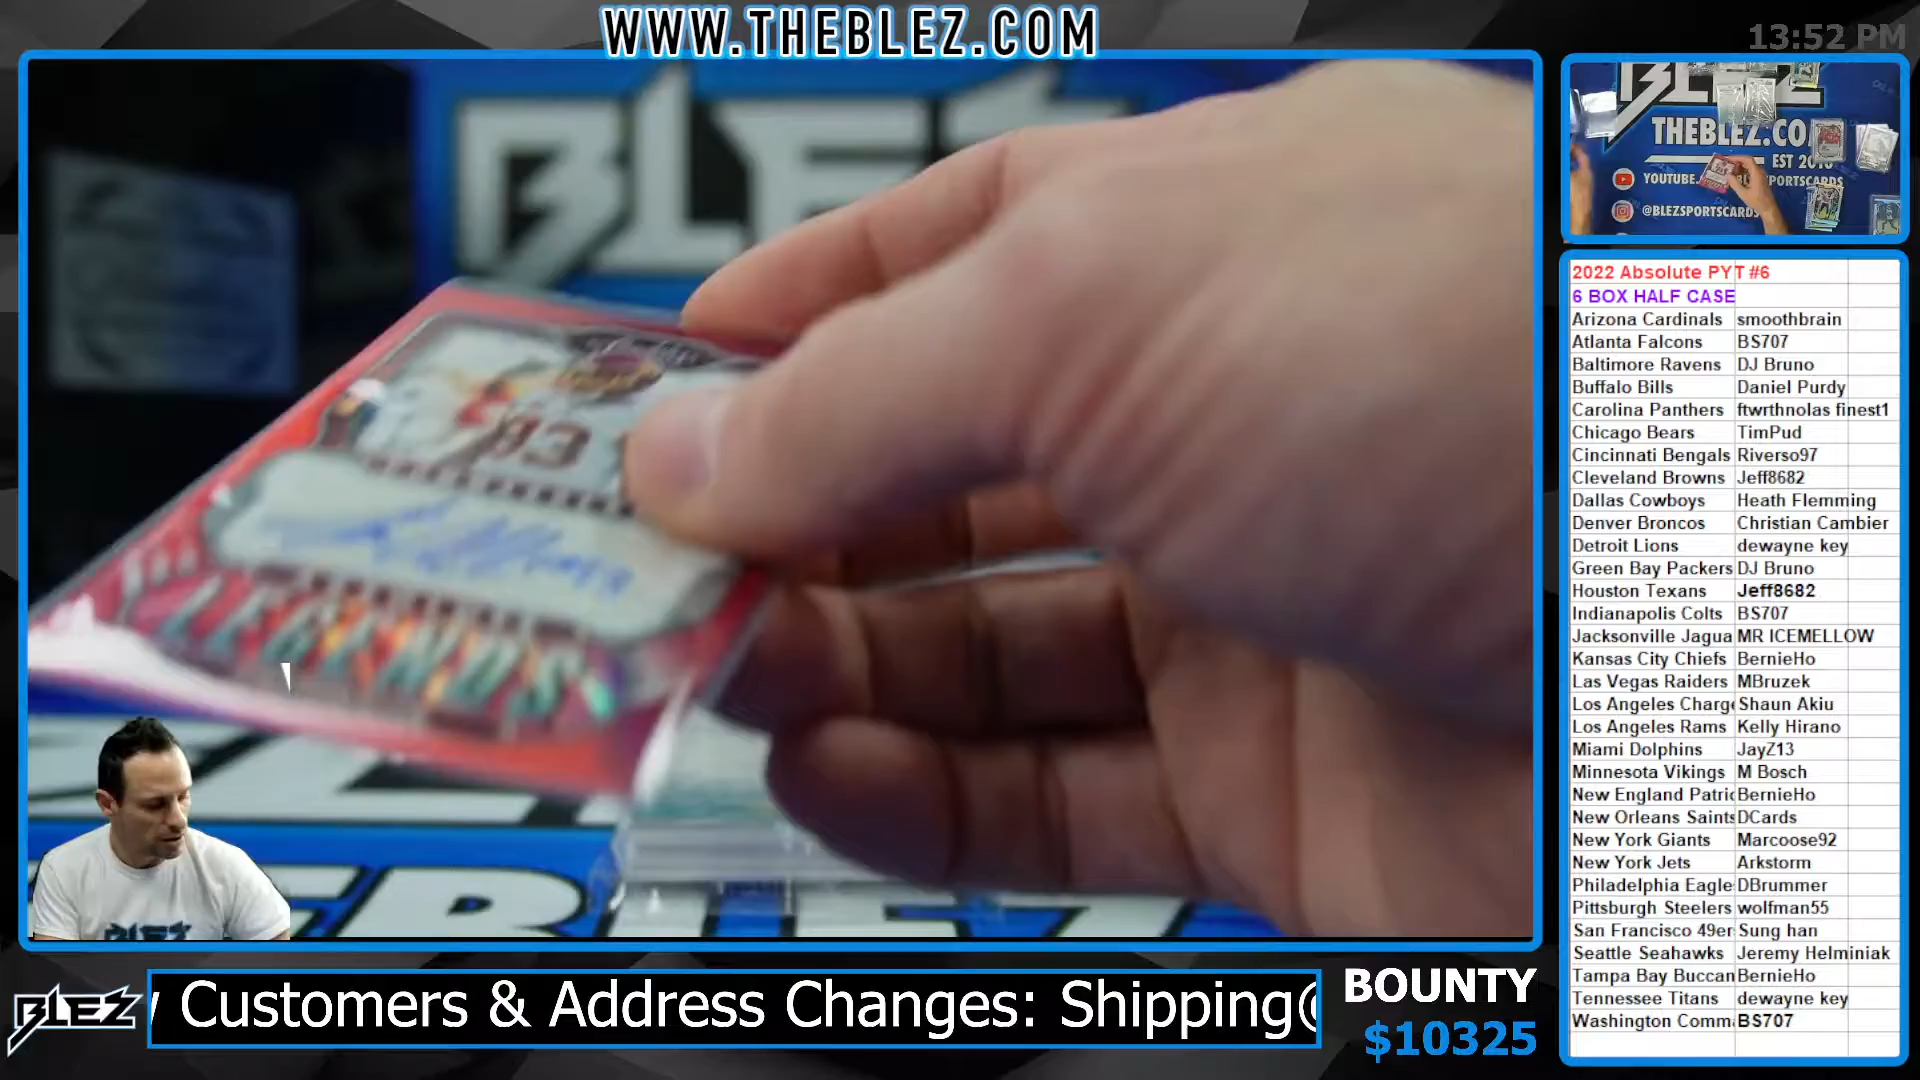 WWW.THEBLEZ.COM
13:52 PM
BLEZ
THEBLEZ.CO
EST 20
YOUTUBE.
PORTSCARDS
@BLEZSPORTSCARDS
83
LEGENDS
2022 Absolute PYT #6
6 BOX HALF CASE
Arizona Cardinals smoothbrain
Atlanta Falcons BS707
Baltimore Ravens DJ Bruno
Buffalo Bills Daniel Purdy
Carolina Panthers ftwrthnolas finest1
Chicago Bears TimPud
Cincinnati Bengals Riverso97
Cleveland Browns Jeff8682
Dallas Cowboys Heath Flemming
Denver Broncos Christian Cambier
Detroit Lions dewayne key
Green Bay Packers DJ Bruno
Houston Texans Jeff8682
Indianapolis Colts BS707
Jacksonville Jagua MR ICEMELLOW
Kansas City Chiefs BernieHo
Las Vegas Raiders MBruzek
Los Angeles Charg Shaun Akiu
Los Angeles Rams Kelly Hirano
Miami Dolphins JayZ13
Minnesota Vikings M Bosch
New England Patri BernieHo
New Orleans Saints DCards
New York Giants Marcoose92
New York Jets Arkstorm
Philadelphia Eagle DBrummer
Pittsburgh Steelers wolfman55
San Francisco 49er Sung han
Seattle Seahawks Jeremy Helminiak
Tampa Bay Buccan BernieHo
Tennessee Titans dewayne key
Washington Comm BS707
BLEZ
Customers & Address Changes: Shipping@
BOUNTY
$10325